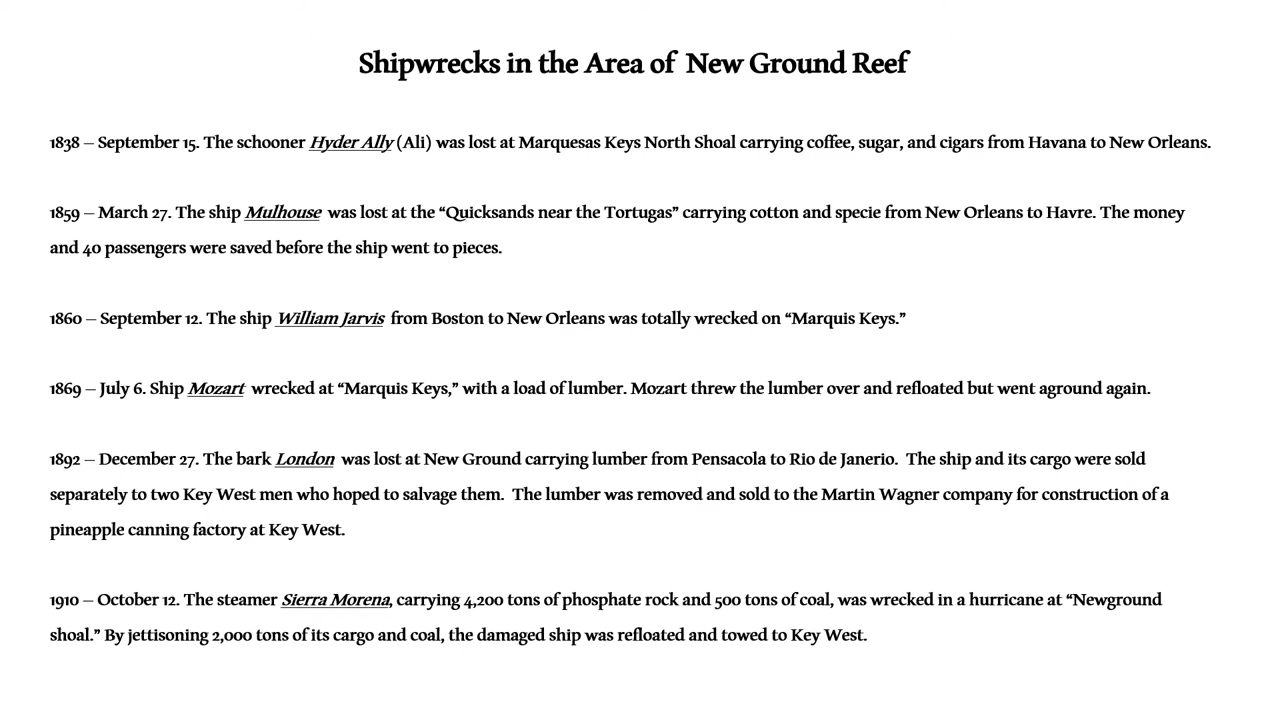 Shipwrecks in the Area of New Ground Reef
1838 – September 15. The schooner Hyder Ally (Ali) was lost at Marquesas Keys North Shoal carrying coffee, sugar, and cigars from Havana to New Orleans.
1859 – March 27. The ship Mulhouse was lost at the “Quicksands near the Tortugas” carrying cotton and specie from New Orleans to Havre. The money
and 40 passengers were saved before the ship went to pieces.
1860 – September 12. The ship William Jarvis from Boston to New Orleans was totally wrecked on “Marquis Keys.”
1869 – July 6. Ship Mozart wrecked at “Marquis Keys,” with a load of lumber. Mozart threw the lumber over and refloated but went aground again.
1892 – December 27. The bark London was lost at New Ground carrying lumber from Pensacola to Rio de Janerio. The ship and its cargo were sold
separately to two Key West men who hoped to salvage them. The lumber was removed and sold to the Martin Wagner company for construction of a
pineapple canning factory at Key West.
1910 – October 12. The steamer Sierra Morena, carrying 4,200 tons of phosphate rock and 500 tons of coal, was wrecked in a hurricane at “Newground
shoal.” By jettisoning 2,000 tons of its cargo and coal, the damaged ship was refloated and towed to Key West.